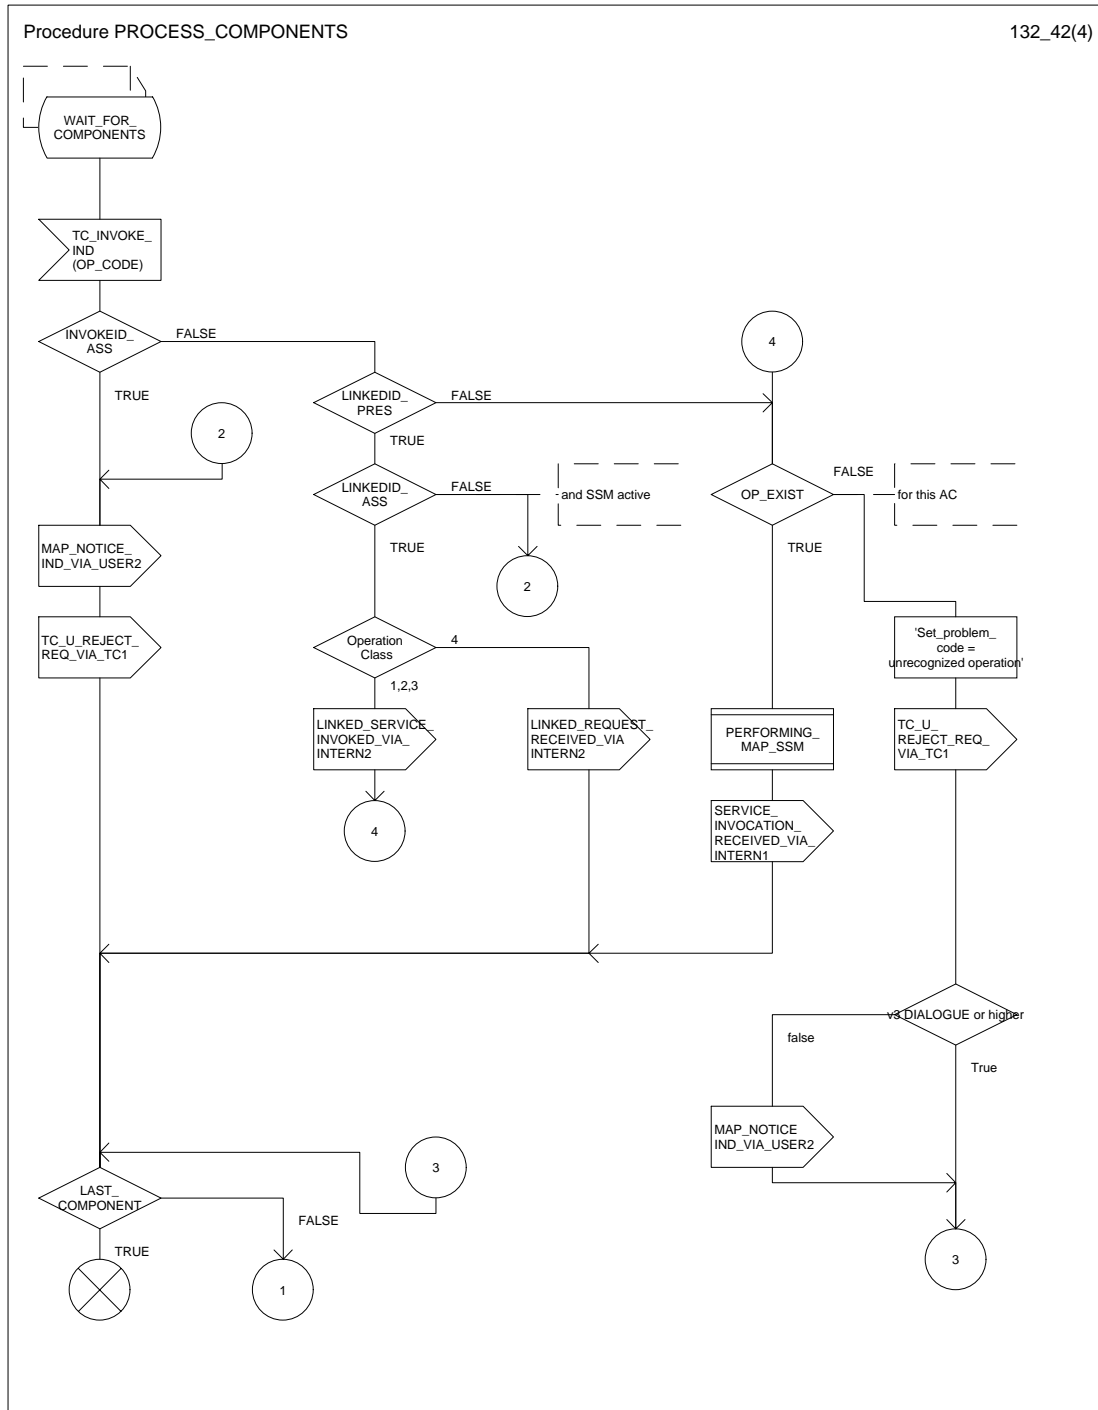 Procedure PROCESS_COMPONENTS
132_42(4)
WAIT_FOR_
COMPONENTS
TC_INVOKE_
IND
(OP_CODE)
INVOKEID_
ASS
FALSE
TRUE
4
LINKEDID_
PRES
FALSE
TRUE
2
LINKEDID_
ASS
FALSE
TRUE
and SSM active
2
OP_EXIST
FALSE
TRUE
for this AC
MAP_NOTICE_
IND_VIA_USER2
TC_U_REJECT_
REQ_VIA_TC1
Operation
Class
4
1,2,3
'Set_problem_
code =
unrecognized operation'
LINKED_SERVICE_
INVOKED_VIA_
INTERN2
LINKED_REQUEST_
RECEIVED_VIA
INTERN2
PERFORMING_
MAP_SSM
TC_U_
REJECT_REQ_
VIA_TC1
4
SERVICE_
INVOCATION_
RECEIVED_VIA_
INTERN1
v3 DIALOGUE or higher
false
True
MAP_NOTICE
IND_VIA_USER2
3
LAST_
COMPONENT
FALSE
TRUE
1
3